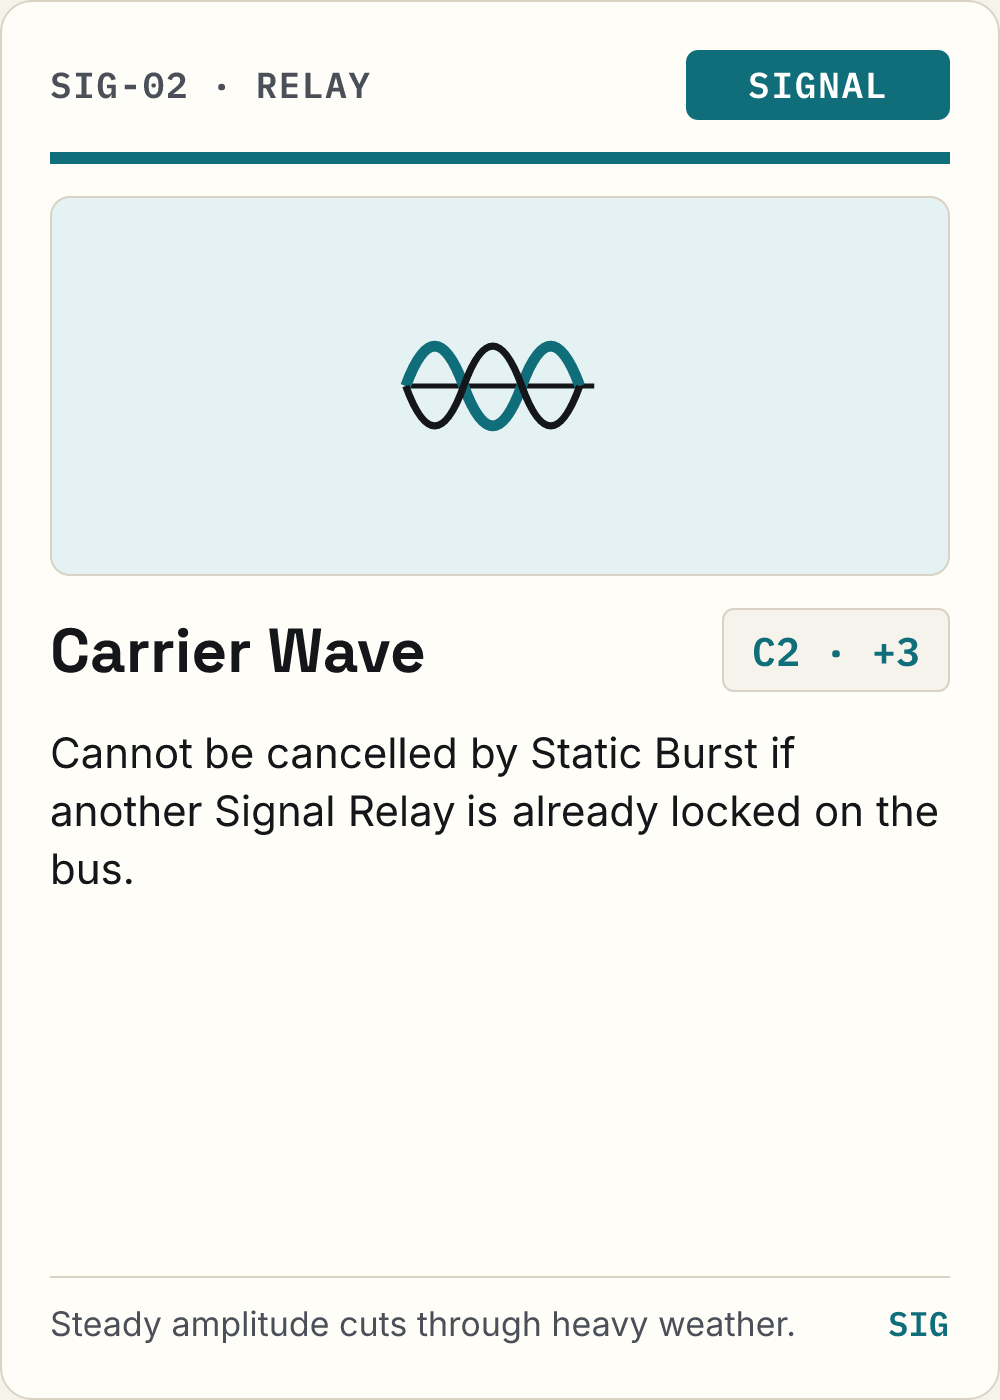 SIG-02 · RELAY
SIGNAL
Carrier Wave
C2 · +3
Cannot be cancelled by Static Burst if
another Signal Relay is already locked on the
bus.
Steady amplitude cuts through heavy weather.
SIG